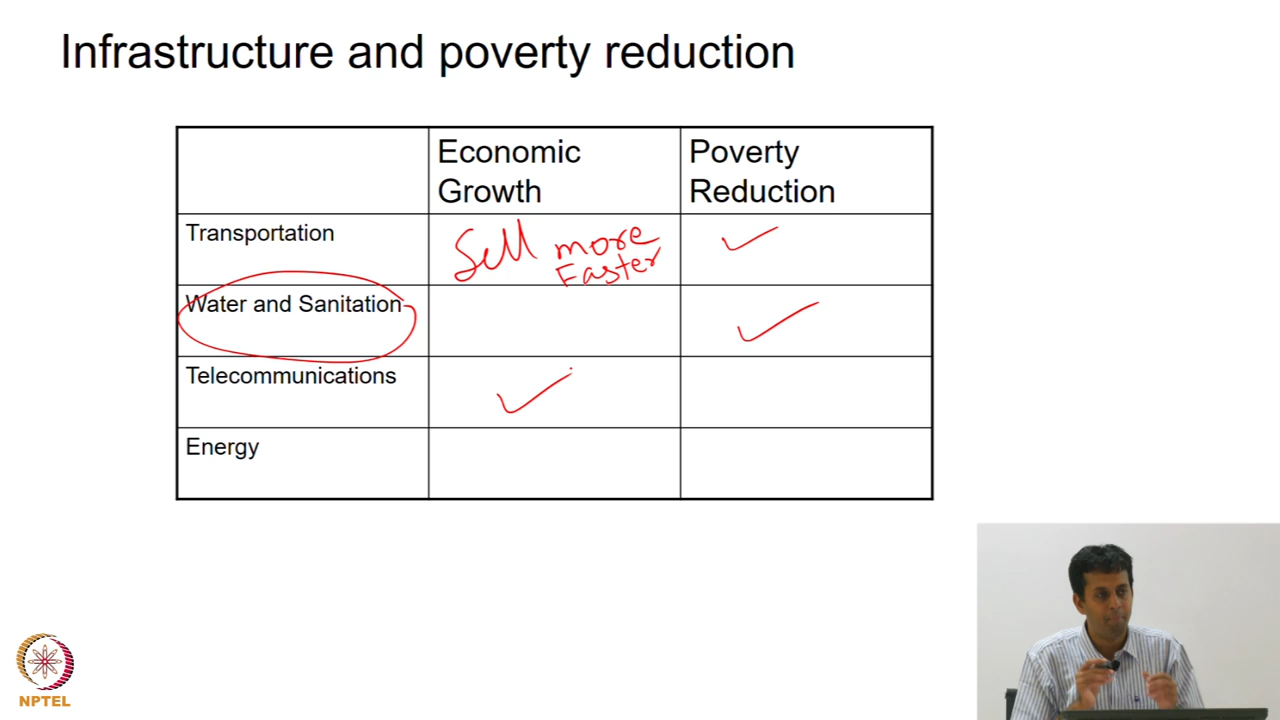 Infrastructure and poverty reduction
Economic
Growth
Poverty
Reduction
Transportation
Sell more
Faster
Water and Sanitation
Telecommunications
Energy
NPTEL